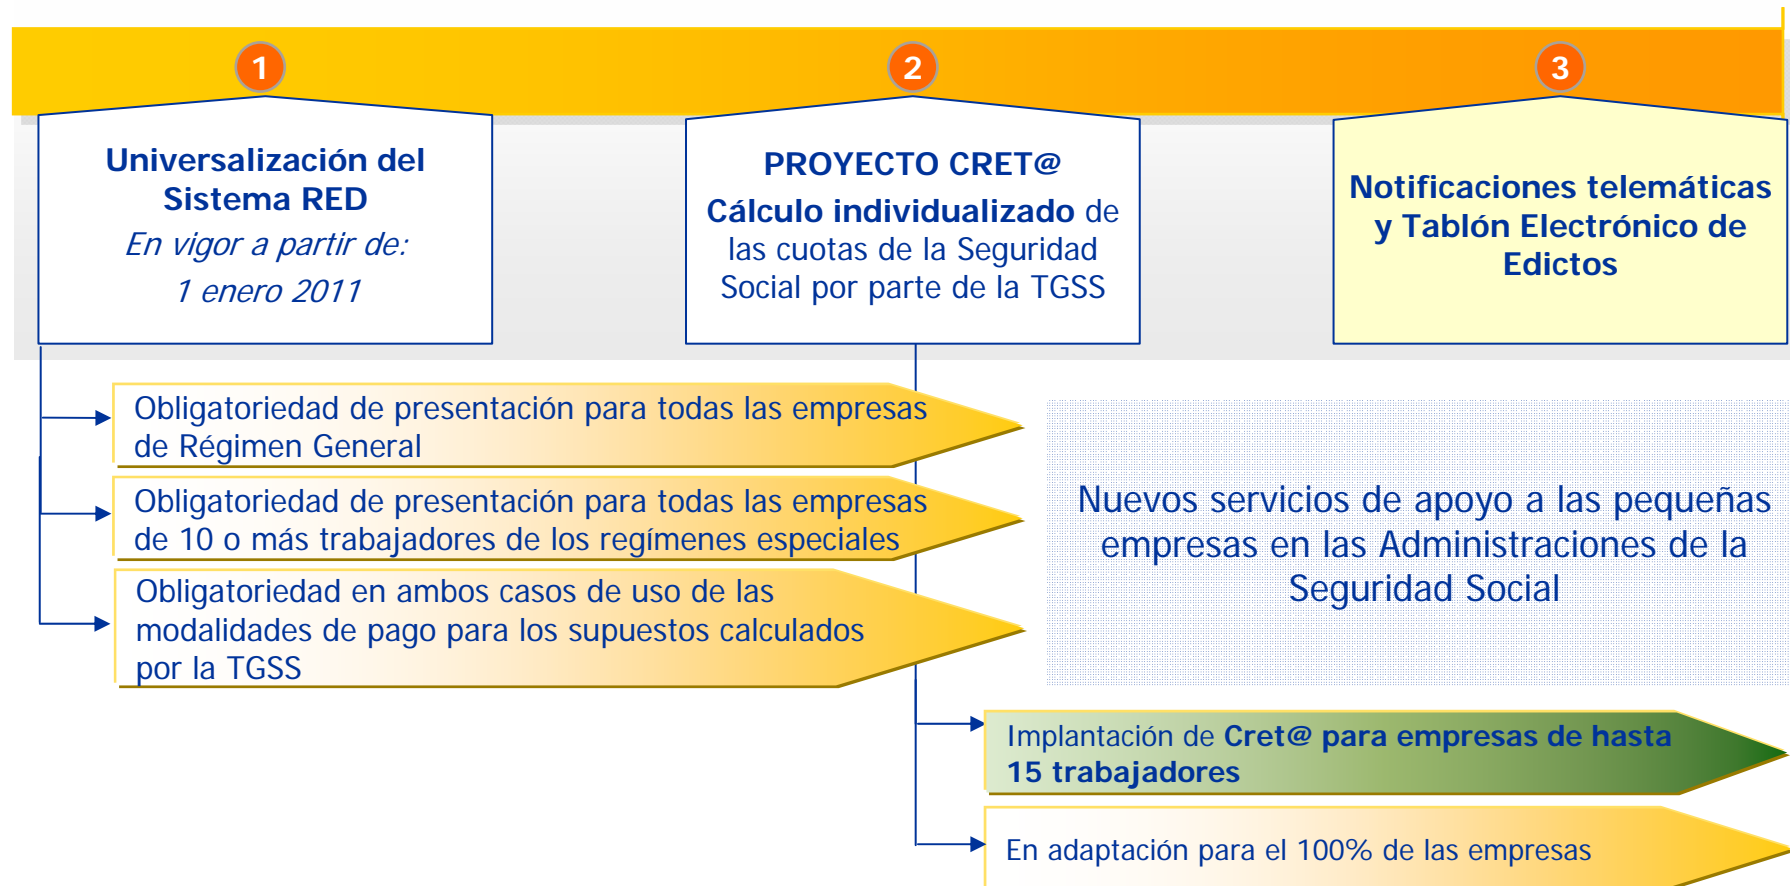 1
Universalización del
Sistema RED
En vigor a partir de:
1 enero 2011
2
PROYECTO CRET@
Cálculo individualizado de
las cuotas de la Seguridad
Social por parte de la TGSS
3
Notificaciones telemáticas
y Tablón Electrónico de
Edictos
Obligatoriedad de presentación para todas las empresas
de Régimen General
Obligatoriedad de presentación para todas las empresas
de 10 o más trabajadores de los regímenes especiales
Obligatoriedad en ambos casos de uso de las
modalidades de pago para los supuestos calculados
por la TGSS
Nuevos servicios de apoyo a las pequeñas
empresas en las Administraciones de la
Seguridad Social
Implantación de Cret@ para empresas de hasta
15 trabajadores
En adaptación para el 100% de las empresas